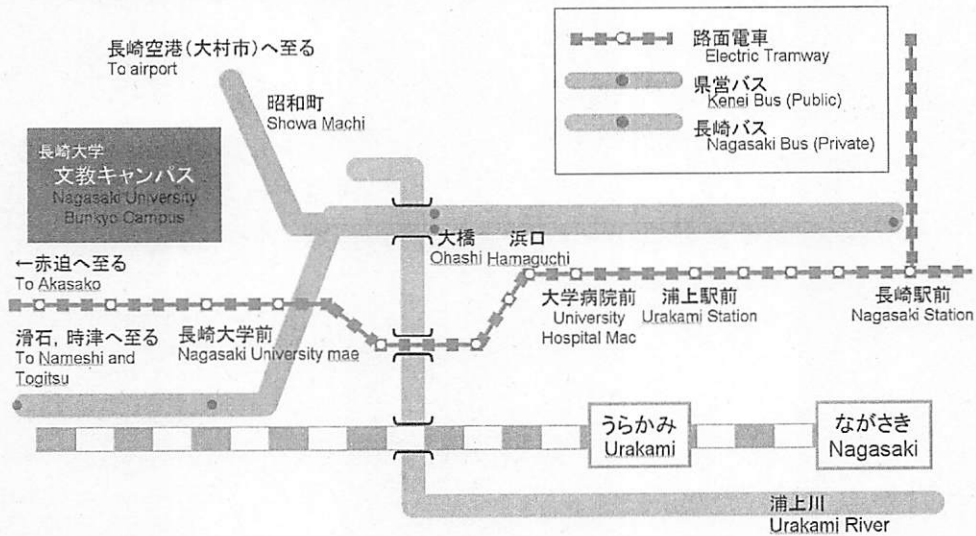 長崎空港(大村市)へ至る
To airport
昭和町
Showa Machi
路面電車
Electric Tramway
県営バス
Kenei Bus (Public)
長崎バス
Nagasaki Bus (Private)
長崎大学
文教キャンパス
Nagasaki University
Bunkyo Campus
大橋
Ohashi
浜口
Hamaguchi
←赤迫へ至る
To Akasako
滑石, 時津へ至る
To Nameshi and
Togitsu
長崎大学前
Nagasaki University mae
大学病院前
University
Hospital Mac
浦上駅前
Urakami Station
長崎駅前
Nagasaki Station
うらかみ
Urakami
ながさき
Nagasaki
浦上川
Urakami River